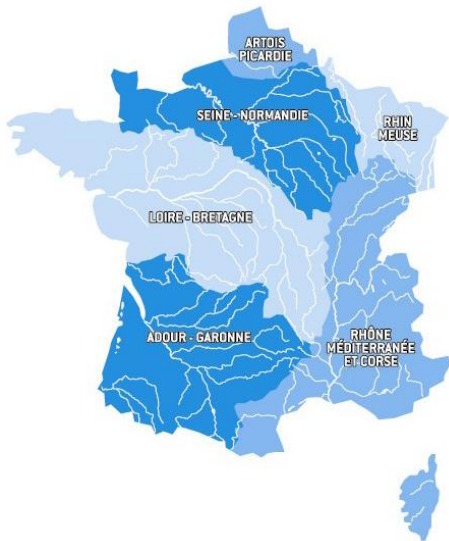 ARTOIS
PICARDIE
SEINE - NORMANDIE
RHIN
MEUSE
LOIRE - BRETAGNE
ADOUR - GARONNE
RHÔNE
MÉDITERRANÉE
ET CORSE